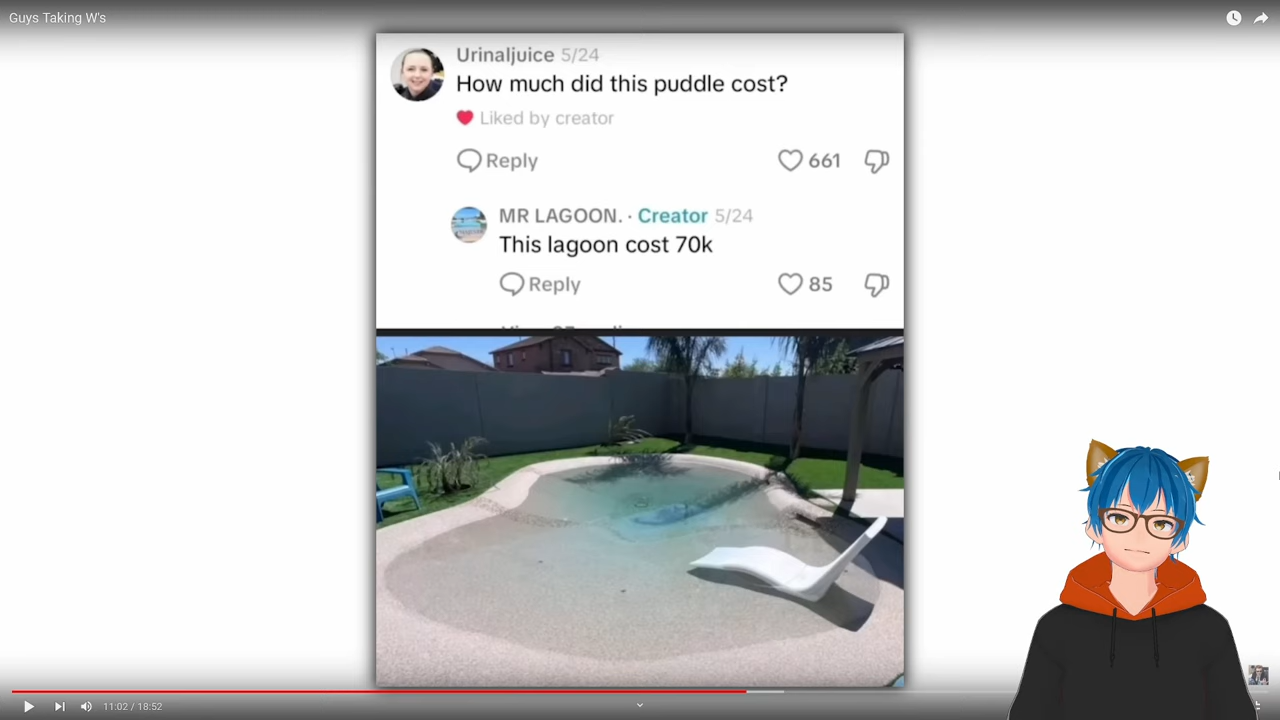 Guys Taking W's
Urinaljuice 5/24
How much did this puddle cost?
Liked by creator
Reply
661
MR LAGOON. · Creator 5/24
This lagoon cost 70k
Reply
85
11:02 / 18:52